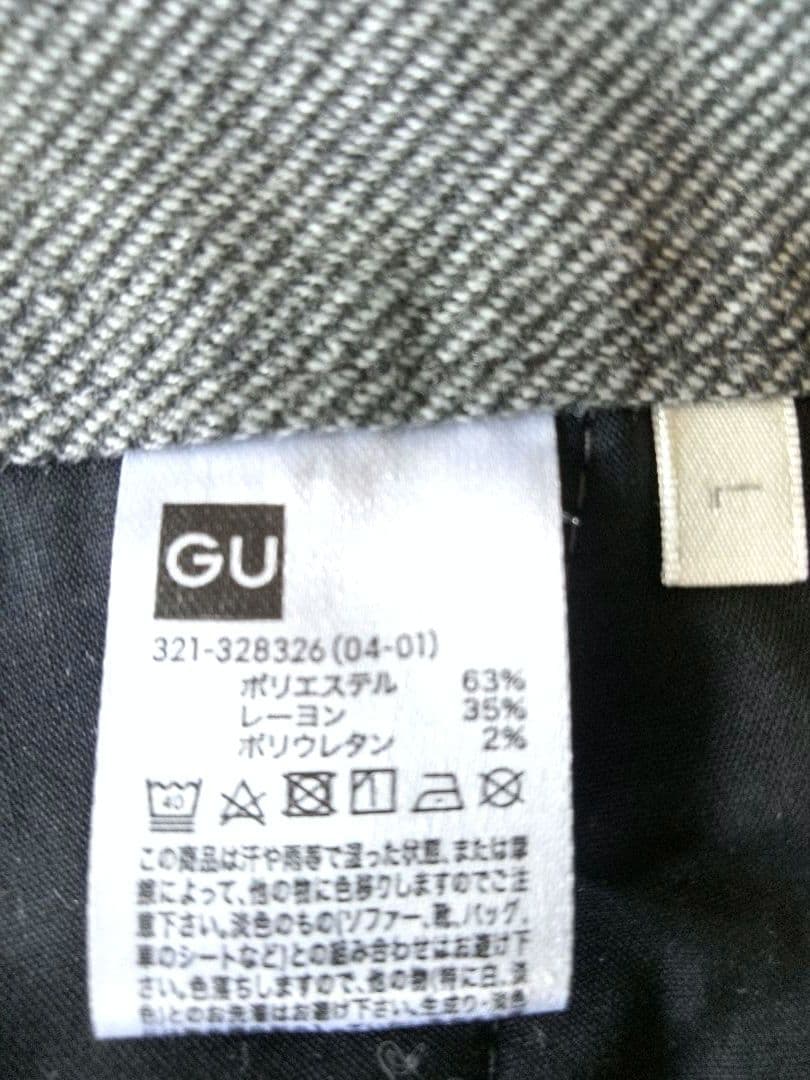 GU
L
321-328326(04-01)
ポリエステル 63%
レーヨン 35%
ポリウレタン 2%
40
この商品は汗や雨等で湿った状態、または摩
擦によって、他の物に色移りしますのでご注
意下さい。淡色のもの(ソファー、靴、バッグ、
車のシートなど)との組み合わせはお避け下
さい。色落ちしますので、他の物(特に白、淡
色)とのお洗濯はお避け下さい。生成り・淡色